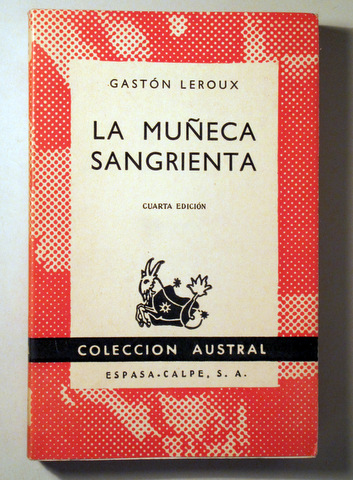 GASTÓN LEROUX
LA MUÑECA
SANGRIENTA
CUARTA EDICIÓN
COLECCION AUSTRAL
ESPASA-CALPE, S. A.